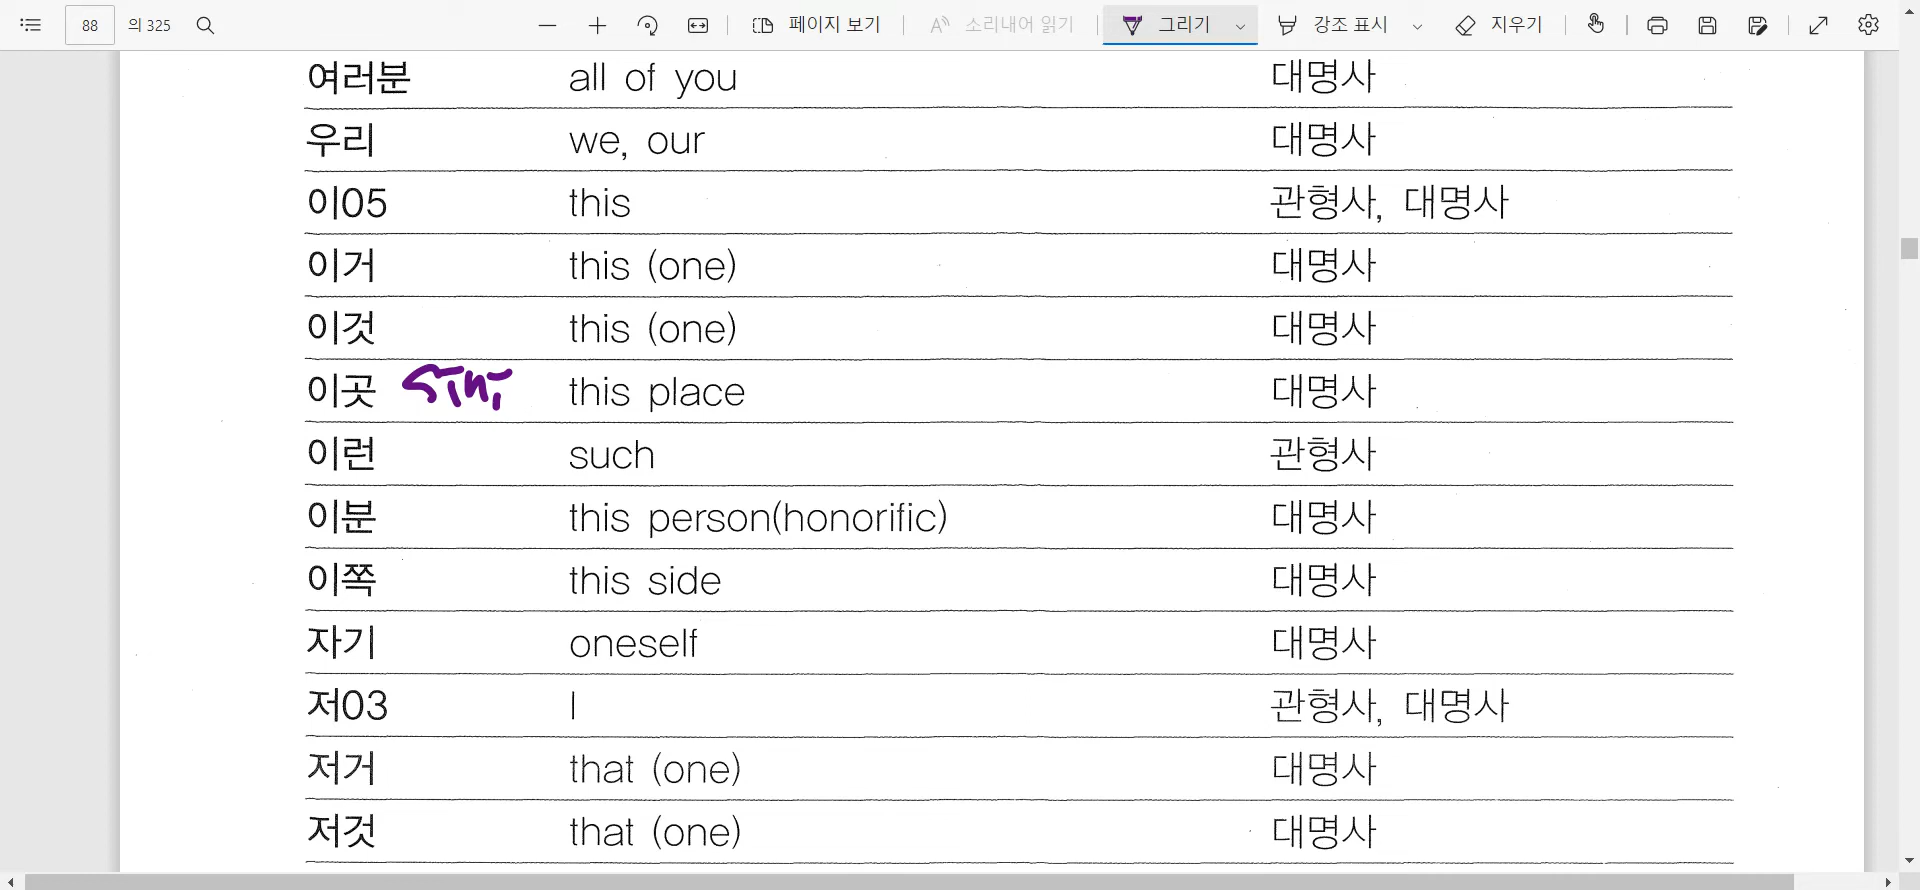 88 의 325 페이지 보기 소리내어 읽기 그리기 강조 표시 지우기
여러분 all of you 대명사
우리 we, our 대명사
이05 this 관형사, 대명사
이거 this (one) 대명사
이것 this (one) 대명사
이곳 this place 대명사
이런 such 관형사
이분 this person(honorific) 대명사
이쪽 this side 대명사
자기 oneself 대명사
저03 I 관형사, 대명사
저거 that (one) 대명사
저것 that (one) 대명사